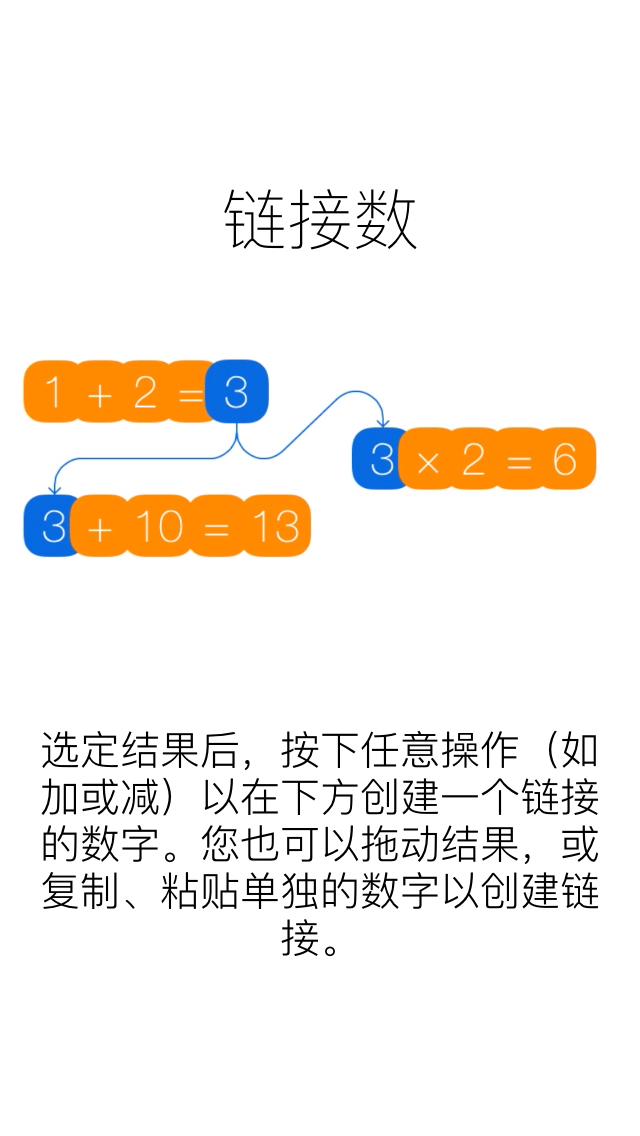 链接数
1 + 2 = 3
3 × 2 = 6
3 + 10 = 13
选定结果后，按下任意操作（如
加或减）以在下方创建一个链接
的数字。您也可以拖动结果，或
复制、粘贴单独的数字以创建链
接。